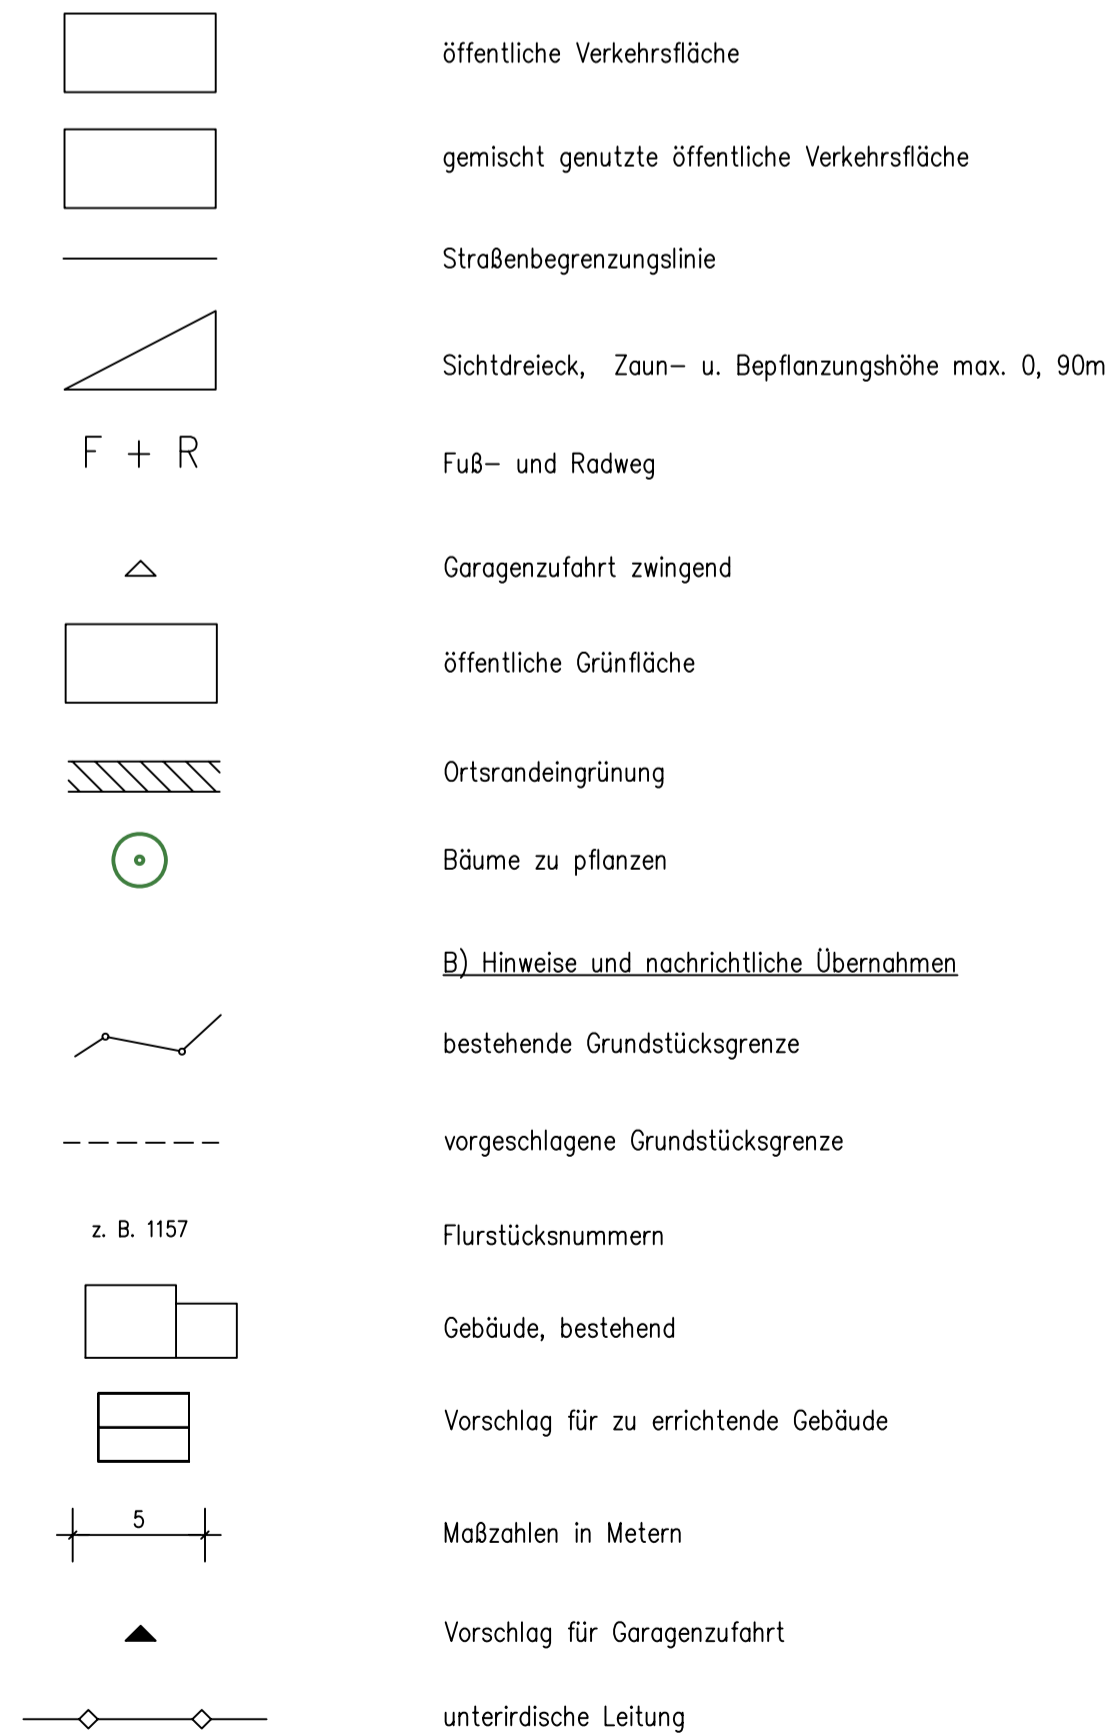 öffentliche Verkehrsfläche
gemischt genutzte öffentliche Verkehrsfläche
Straßenbegrenzungslinie
Sichtdreieck, Zaun– u. Bepflanzungshöhe max. 0, 90m
F + R
Fuß– und Radweg
Garagenzufahrt zwingend
öffentliche Grünfläche
Ortsrandeingrünung
Bäume zu pflanzen
B) Hinweise und nachrichtliche Übernahmen
bestehende Grundstücksgrenze
vorgeschlagene Grundstücksgrenze
z. B. 1157
Flurstücksnummern
Gebäude, bestehend
Vorschlag für zu errichtende Gebäude
5
Maßzahlen in Metern
Vorschlag für Garagenzufahrt
unterirdische Leitung